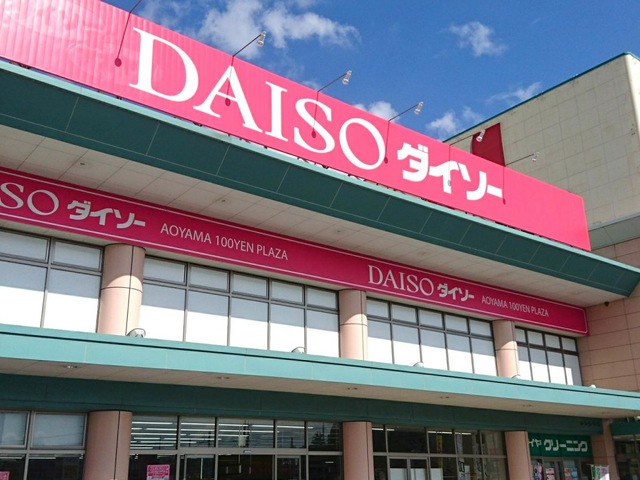 DAISO ダイソー
SO ダイソー AOYAMA 100YEN PLAZA
DAISO ダイソー AOYAMA 100YEN PLAZA
クリーニング